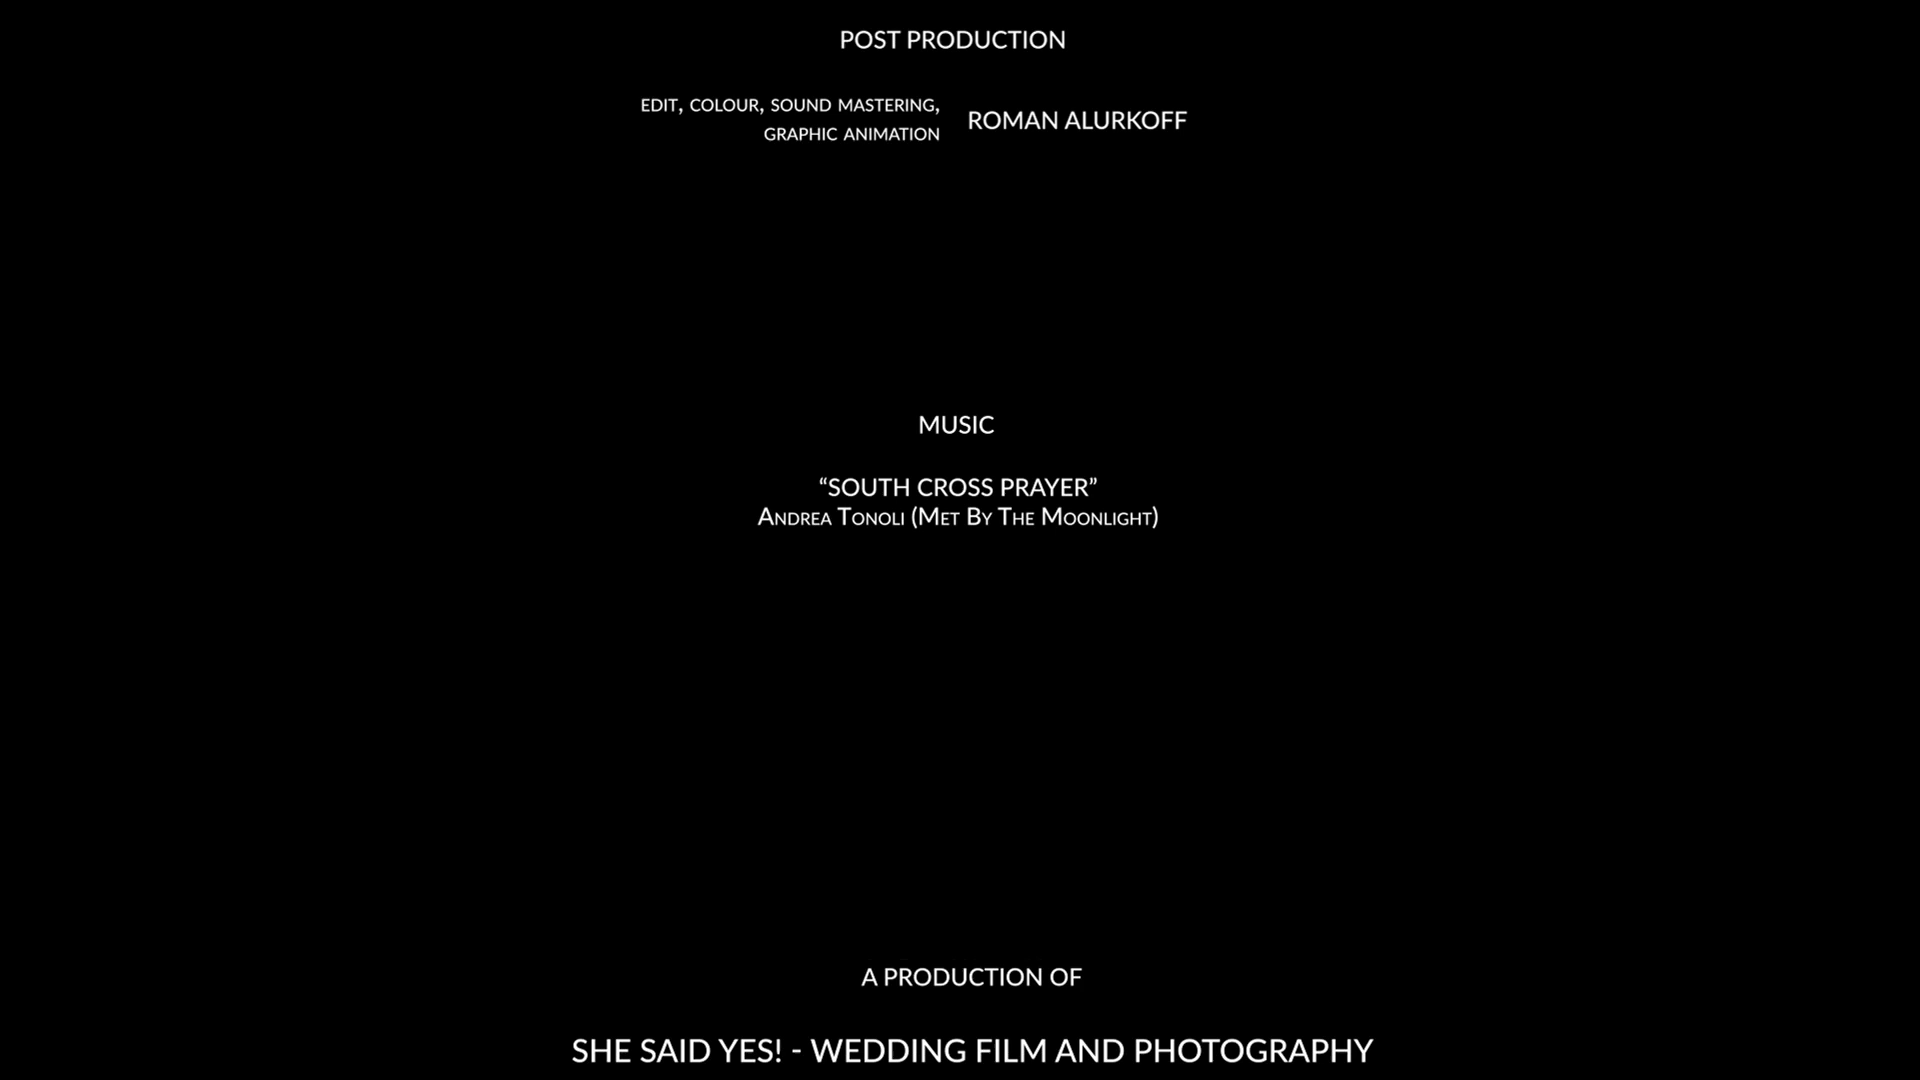 POST PRODUCTION
EDIT, COLOUR, SOUND MASTERING,
GRAPHIC ANIMATION
ROMAN ALURKOFF
MUSIC
“SOUTH CROSS PRAYER”
Andrea Tonoli (Met By The Moonlight)
A PRODUCTION OF
SHE SAID YES! - WEDDING FILM AND PHOTOGRAPHY